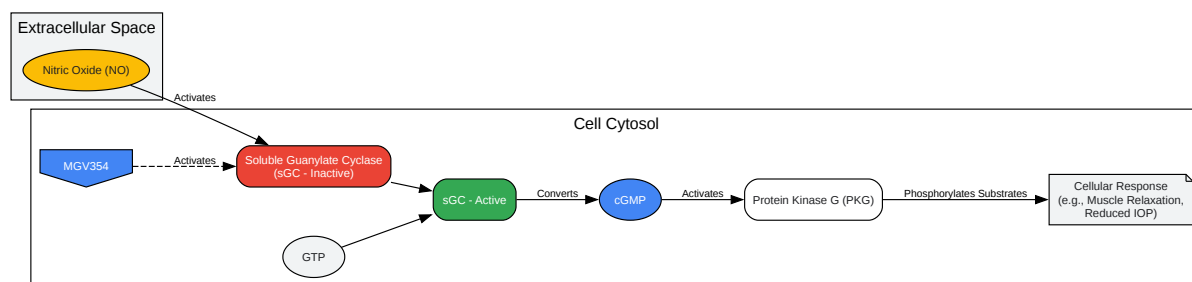 Extracellular Space
Nitric Oxide (NO)
Activates
Cell Cytosol
MGV354
Activates
Soluble Guanylate Cyclase
(sGC - Inactive)
sGC - Active
Converts
cGMP
Activates
Protein Kinase G (PKG)
Phosphorylates Substrates
Cellular Response
(e.g., Muscle Relaxation,
Reduced IOP)
GTP